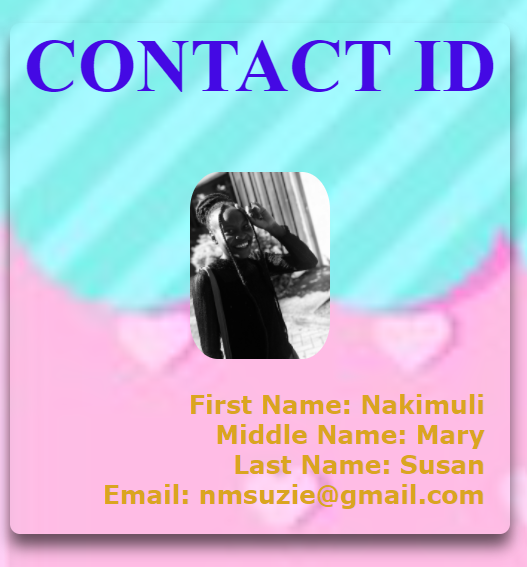 CONTACT ID
First Name: Nakimuli
Middle Name: Mary
Last Name: Susan
Email: nmsuzie@gmail.com